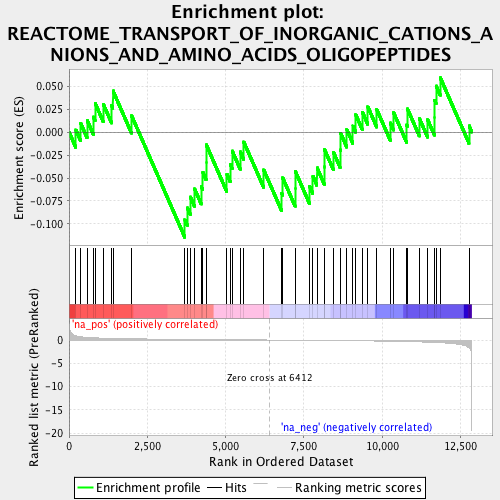 Enrichment plot:
REACTOME_TRANSPORT_OF_INORGANIC_CATIONS_A
NIONS_AND_AMINO_ACIDS_OLIGOPEPTIDES
Enrichment score (ES)
0.050
0.025
0.000
-0.025
-0.050
-0.075
-0.100
'na_pos' (positively correlated)
Ranked list metric (PreRanked)
0
-5
-10
-15
-20
Zero cross at 6412
'na_neg' (negatively correlated)
0
2,500
5,000
7,500
10,000
12,500
Rank in Ordered Dataset
Enrichment profile
Hits
Ranking metric scores